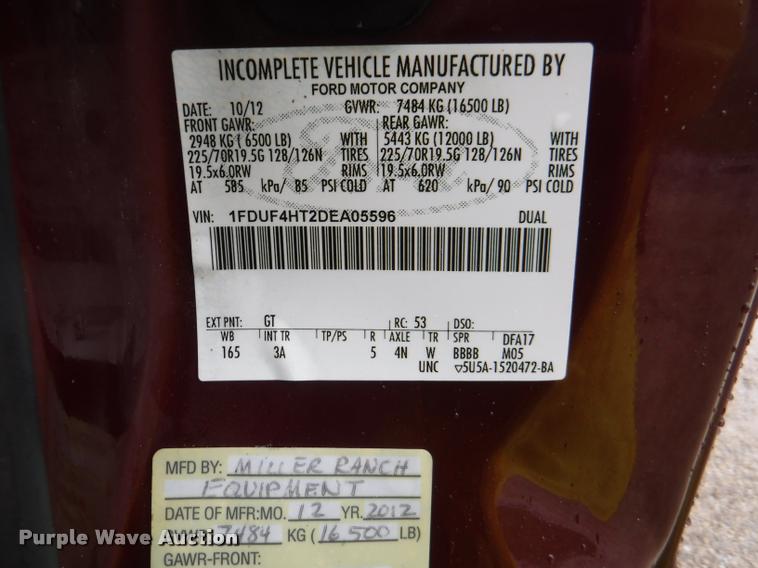 INCOMPLETE VEHICLE MANUFACTURED BY
FORD MOTOR COMPANY
DATE: 10/12 GVWR: 7484 KG (16500 LB)
FRONT GAWR: REAR GAWR:
2948 KG ( 6500 LB) WITH 5443 KG (12000 LB) WITH
225/70R19.5G 128/126N TIRES 225/70R19.5G 128/126N TIRES
19.5x6.0RW RIMS 19.5x6.0RW RIMS
AT 585 kPa/ 85 PSI COLD AT 620 kPa/ 90 PSI COLD
VIN: 1FDUF4HT2DEA05596 DUAL
EXT PNT: GT RC: 53 DSO:
WB INT TR TP/PS R AXLE TR SPR DFA17
165 3A 5 4N W BBBB M05
UNC ▽5U5A-1520472-BA
MFD BY: MILLER RANCH
EQUIPMENT
DATE OF MFR: MO. 12 YR. 2012
7484 KG (16,500 LB)
GAWR-FRONT:
Purple Wave Auction